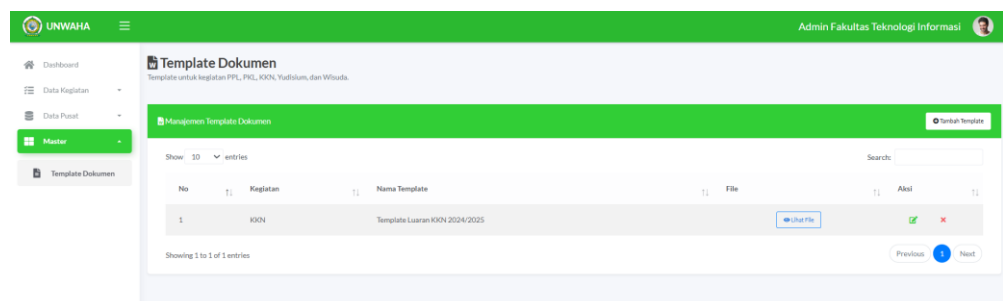 UNWAHA
Admin Fakultas Teknologi Informasi
Dashboard
Data Kegiatan
Data Pusat
Master
Template Dokumen
Template Dokumen
Template untuk kegiatan PPL, PKL, KKN, Yudisium, dan Wisuda.
Manajemen Template Dokumen
Tambah Template
Show 10 entries
Search:
No Kegiatan Nama Template File Aksi
1 KKN Template Luaran KKN 2024/2025 Lihat File
Showing 1 to 1 of 1 entries
Previous 1 Next